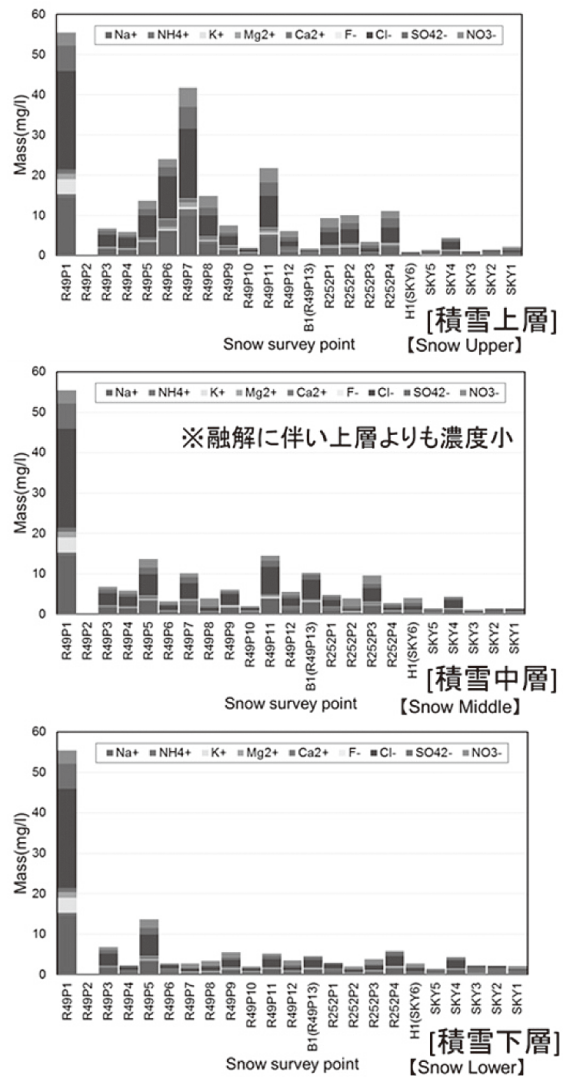 60
50
40
30
20
10
0
Mass(mg/l)
Na+ NH4+ K+ Mg2+ Ca2+ F- Cl- SO42- NO3-
R49P1 R49P2 R49P3 R49P4 R49P5 R49P6 R49P7 R49P8 R49P9 R49P10 R49P11 R49P12 B1(R49P13) R252P1 R252P2 R252P3 R252P4 H1(SKY6) SKY5 SKY4 SKY3 SKY2 SKY1
[積雪上層]
Snow survey point 【Snow Upper】
60
50
40
30
20
10
0
Mass(mg/l)
Na+ NH4+ K+ Mg2+ Ca2+ F- Cl- SO42- NO3-
※融解に伴い上層よりも濃度小
R49P1 R49P2 R49P3 R49P4 R49P5 R49P6 R49P7 R49P8 R49P9 R49P10 R49P11 R49P12 B1(R49P13) R252P1 R252P2 R252P3 R252P4 H1(SKY6) SKY5 SKY4 SKY3 SKY2 SKY1
[積雪中層]
Snow survey point 【Snow Middle】
60
50
40
30
20
10
0
Mass(mg/l)
Na+ NH4+ K+ Mg2+ Ca2+ F- Cl- SO42- NO3-
R49P1 R49P2 R49P3 R49P4 R49P5 R49P6 R49P7 R49P8 R49P9 R49P10 R49P11 R49P12 B1(R49P13) R252P1 R252P2 R252P3 R252P4 H1(SKY6) SKY5 SKY4 SKY3 SKY2 SKY1
[積雪下層]
Snow survey point 【Snow Lower】